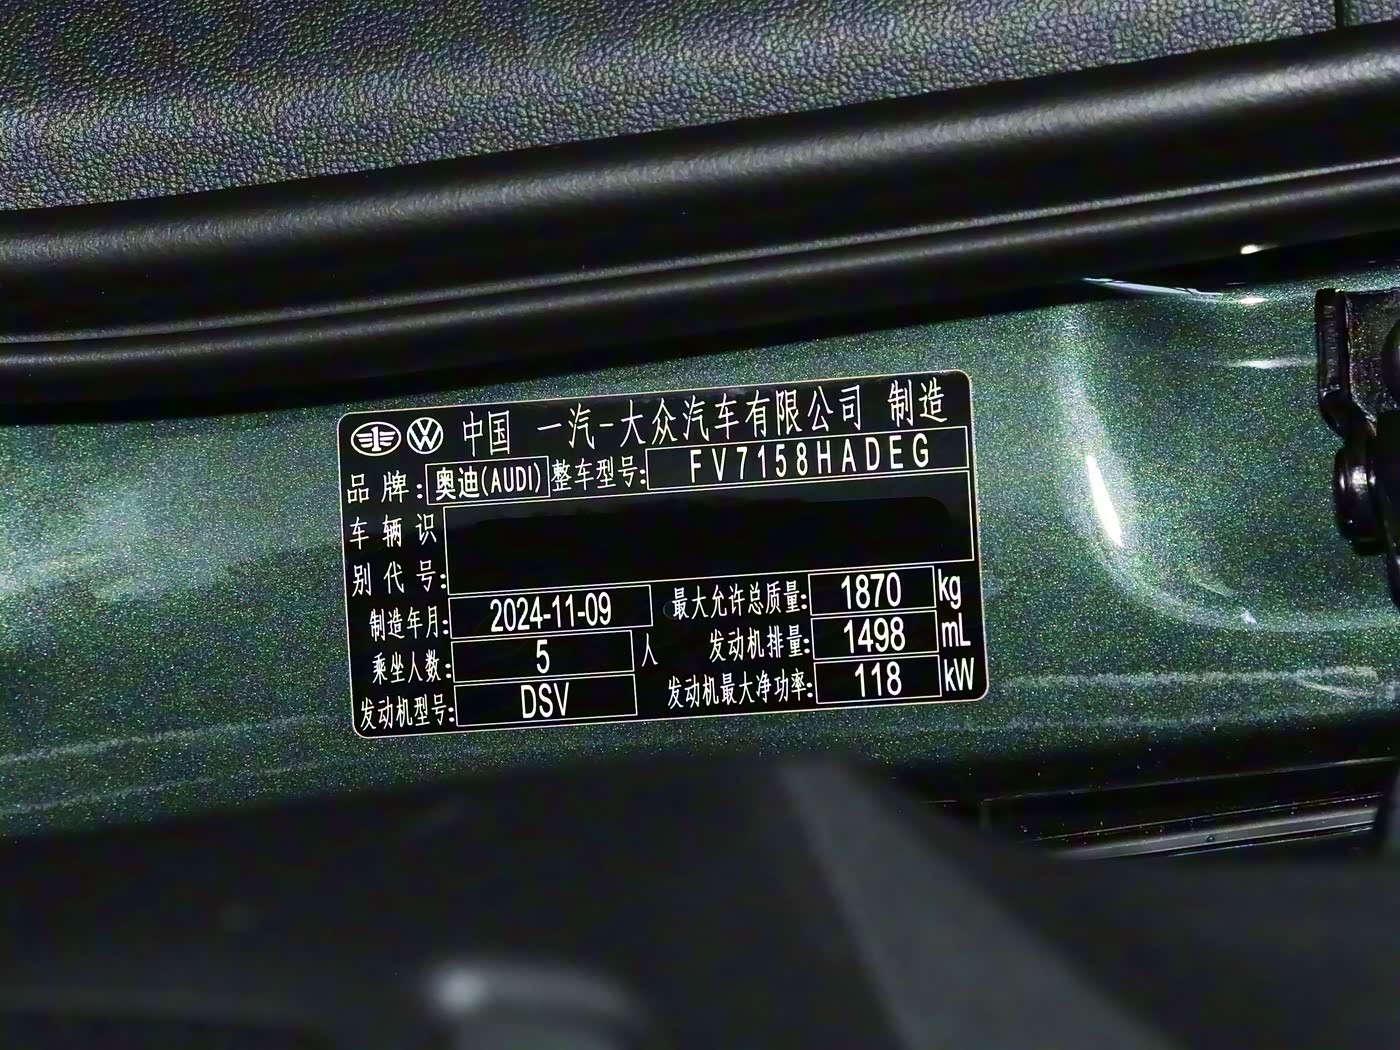 中国 一汽-大众汽车有限公司 制造
品牌: 奥迪(AUDI) 整车型号: FV7158HADEG
车辆识
别代号:
制造年月: 2024-11-09 最大允许总质量: 1870 kg
乘坐人数: 5 人 发动机排量: 1498 mL
发动机型号: DSV 发动机最大净功率: 118 kW